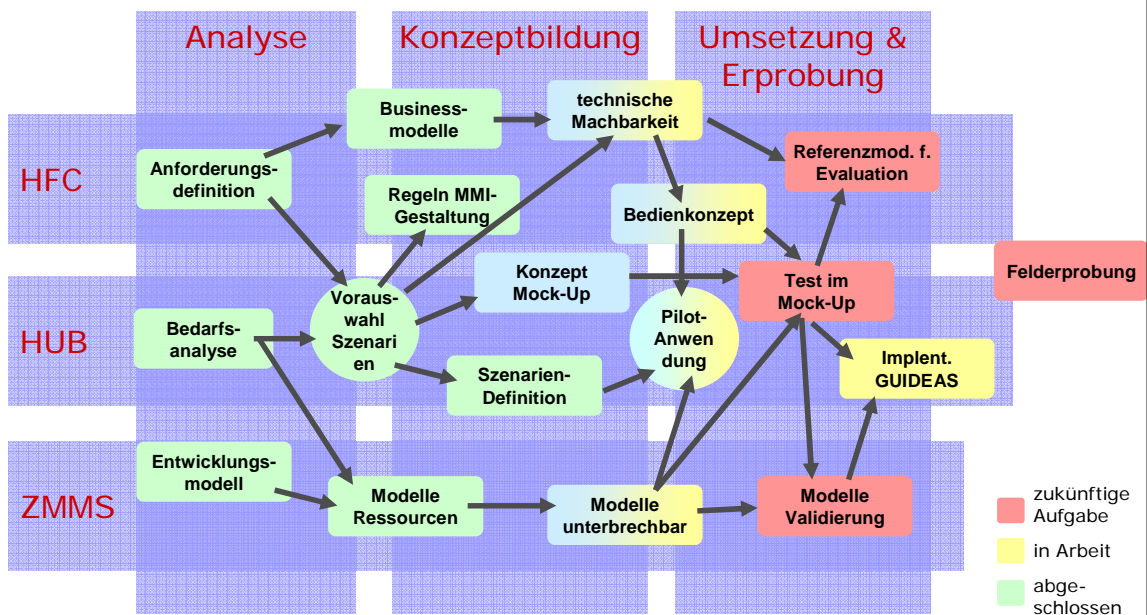 Analyse
Konzeptbildung
Umsetzung &
Erprobung
HFC
HUB
ZMMS
Business-
modelle
technische
Machbarkeit
Anforderungs-
definition
Regeln MMI-
Gestaltung
Referenzmod. f.
Evaluation
Bedienkonzept
Konzept
Mock-Up
Test im
Mock-Up
Felderprobung
Bedarfs-
analyse
Voraus-
wahl
Szenari
en
Pilot-
Anwen
dung
Szenarien-
Definition
Implent.
GUIDEAS
Entwicklungs-
modell
Modelle
Ressourcen
Modelle
unterbrechbar
Modelle
Validierung
zukünftige
Aufgabe
in Arbeit
abge-
schlossen